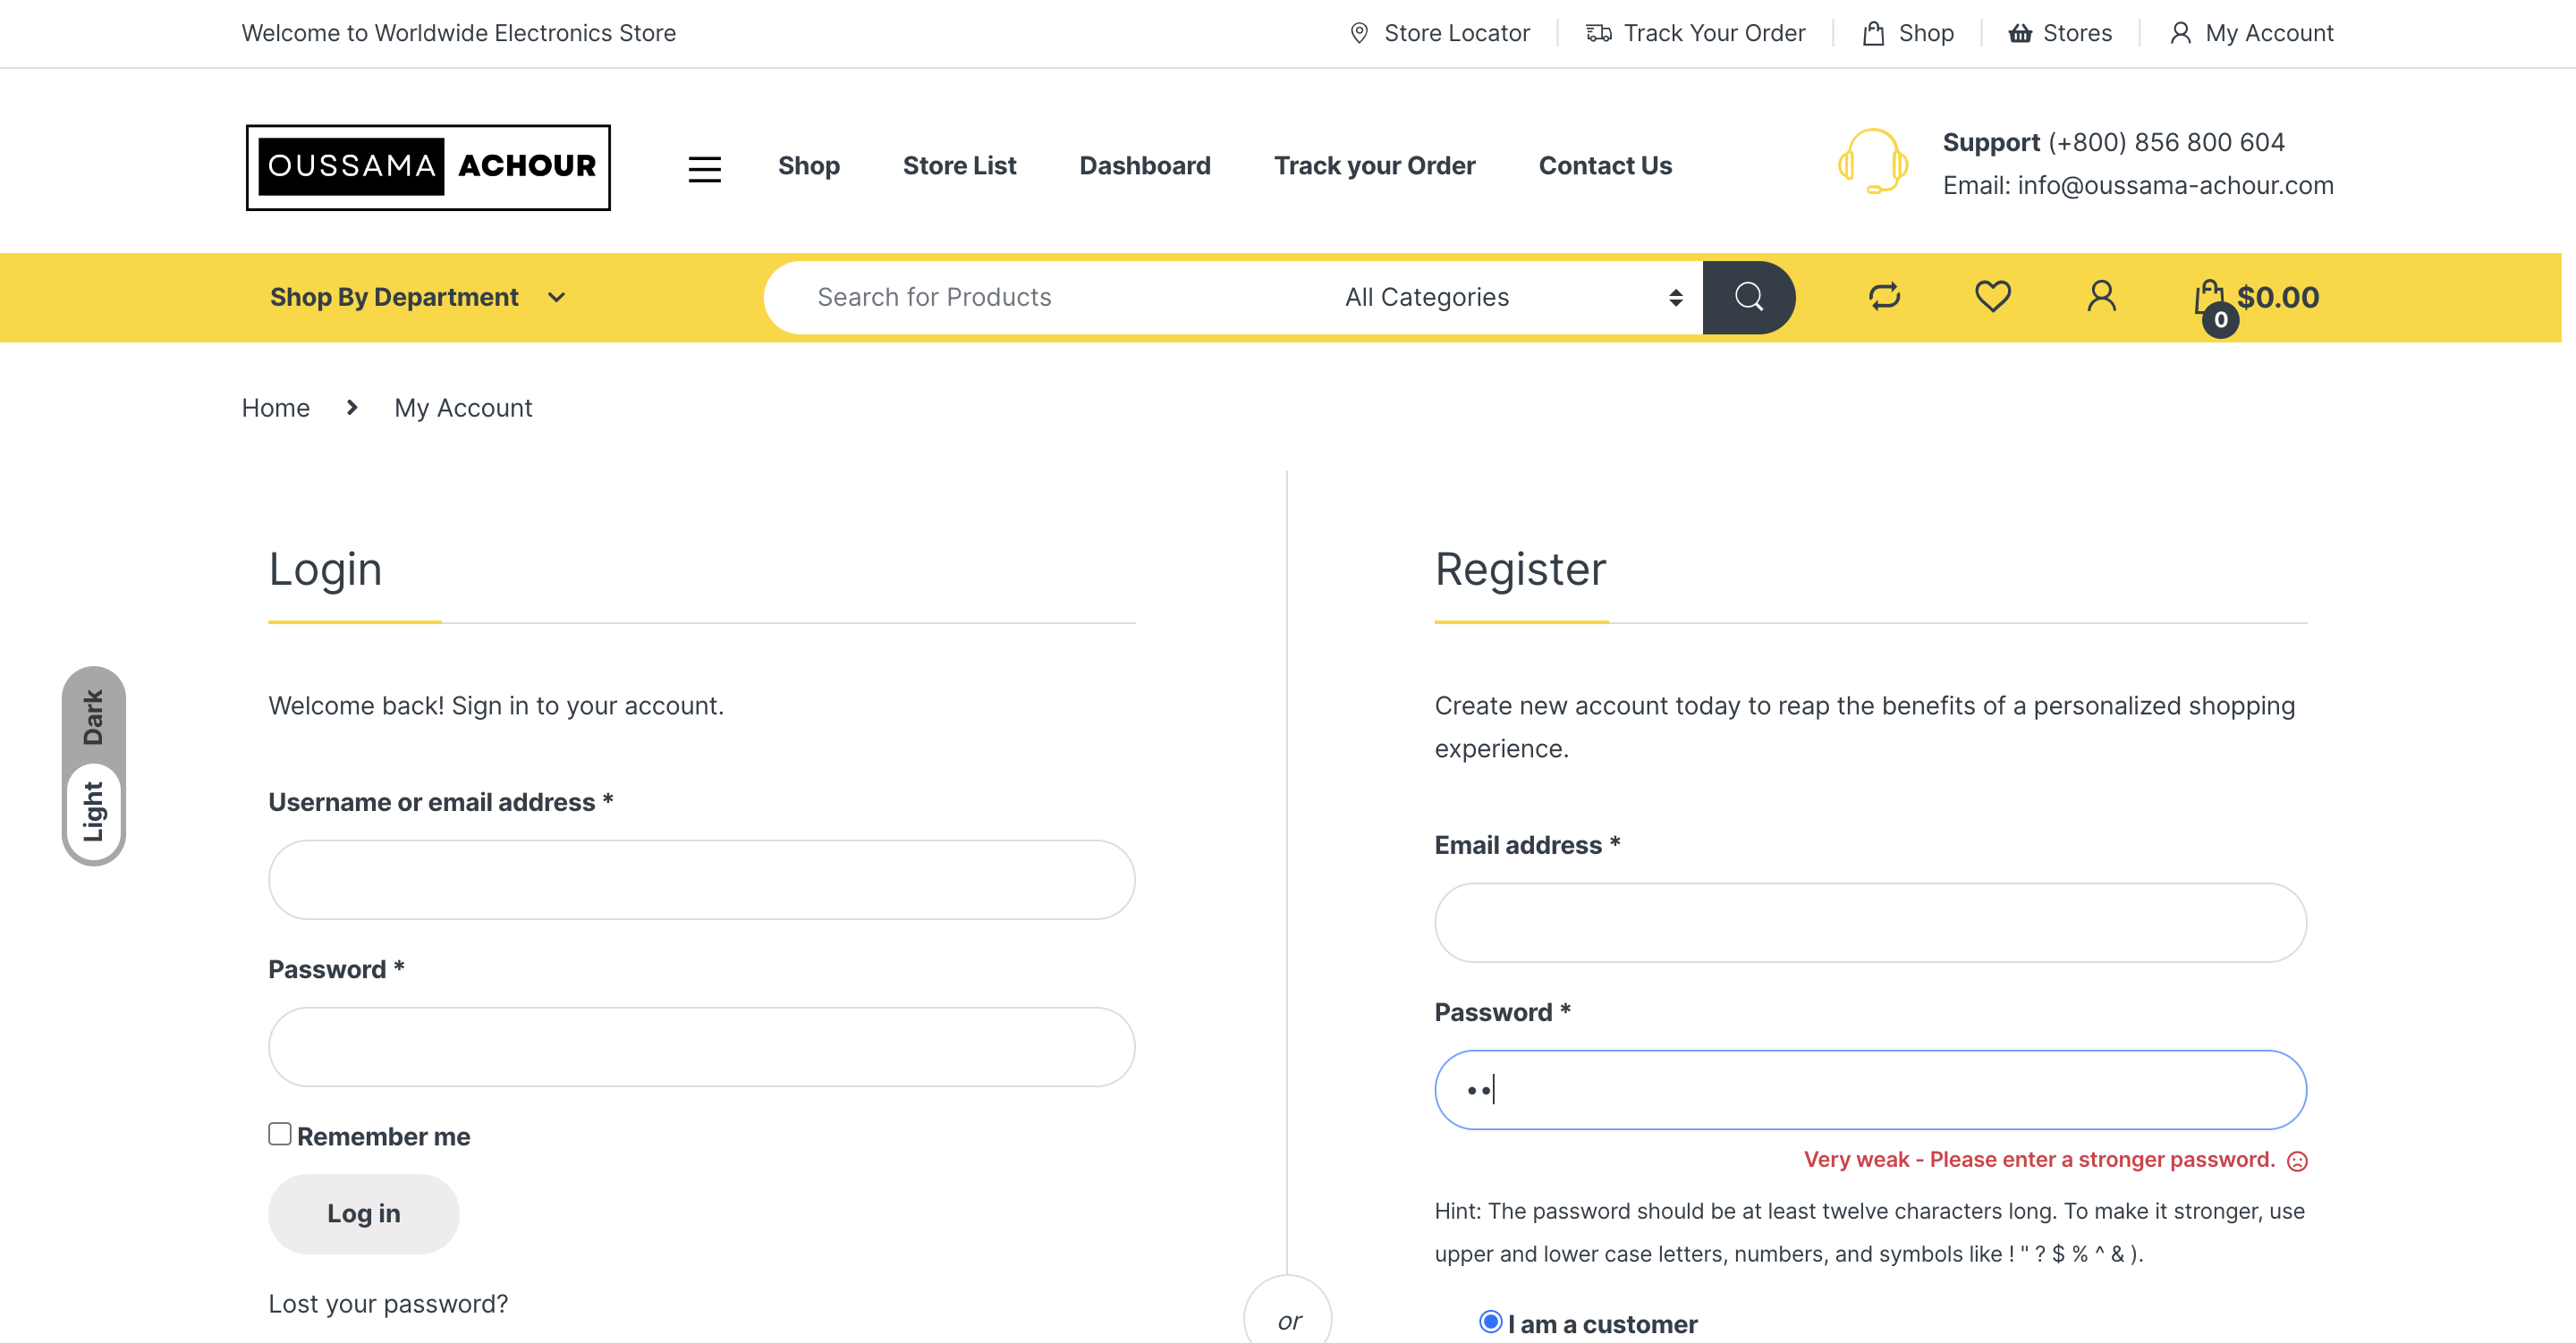 Welcome to Worldwide Electronics Store
Store Locator
Track Your Order
Shop
Stores
My Account
OUSSAMA ACHOUR
Shop
Store List
Dashboard
Track your Order
Contact Us
Support (+800) 856 800 604
Email: info@oussama-achour.com
Shop By Department
Search for Products
All Categories
0
$0.00
Home
My Account
Login
Welcome back! Sign in to your account.
Username or email address *
Password *
Remember me
Log in
Lost your password?
Dark
Light
or
Register
Create new account today to reap the benefits of a personalized shopping
experience.
Email address *
Password *
Very weak - Please enter a stronger password.
Hint: The password should be at least twelve characters long. To make it stronger, use
upper and lower case letters, numbers, and symbols like ! " ? $ % ^ & ).
I am a customer